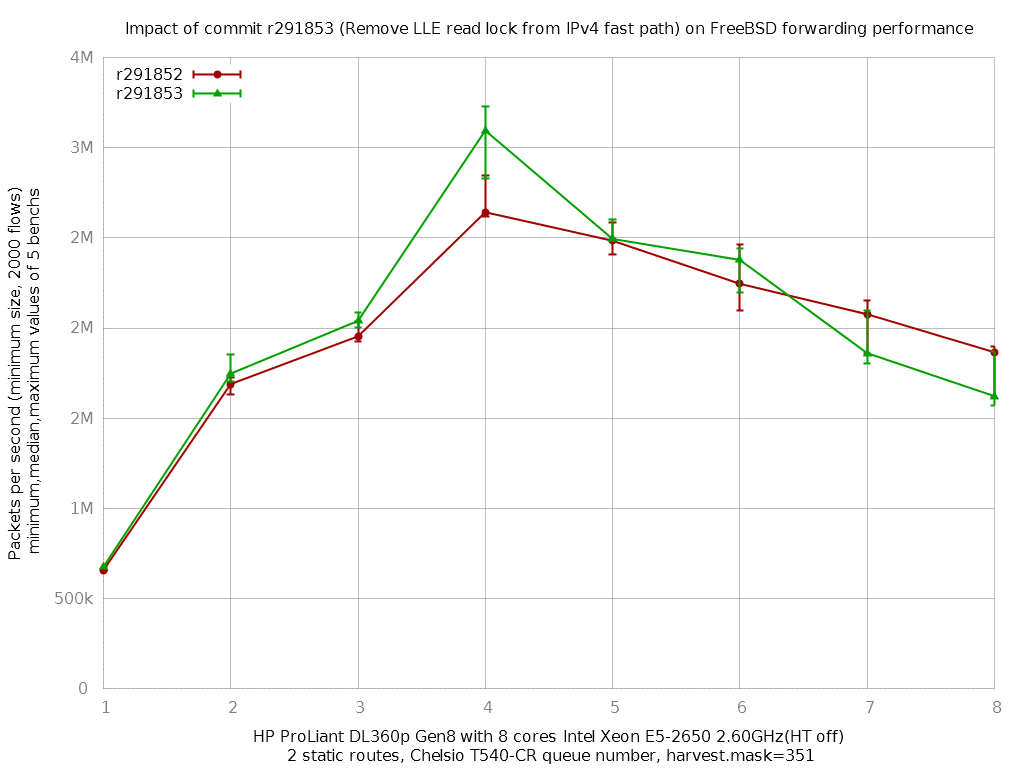 Impact of commit r291853 (Remove LLE read lock from IPv4 fast path) on FreeBSD forwarding performance
r291852
r291853
4M
3M
2M
2M
2M
1M
500k
0
Packets per second (minimum size, 2000 flows)
minimum,median,maximum values of 5 benchs
1 2 3 4 5 6 7 8
HP ProLiant DL360p Gen8 with 8 cores Intel Xeon E5-2650 2.60GHz(HT off)
2 static routes, Chelsio T540-CR queue number, harvest.mask=351